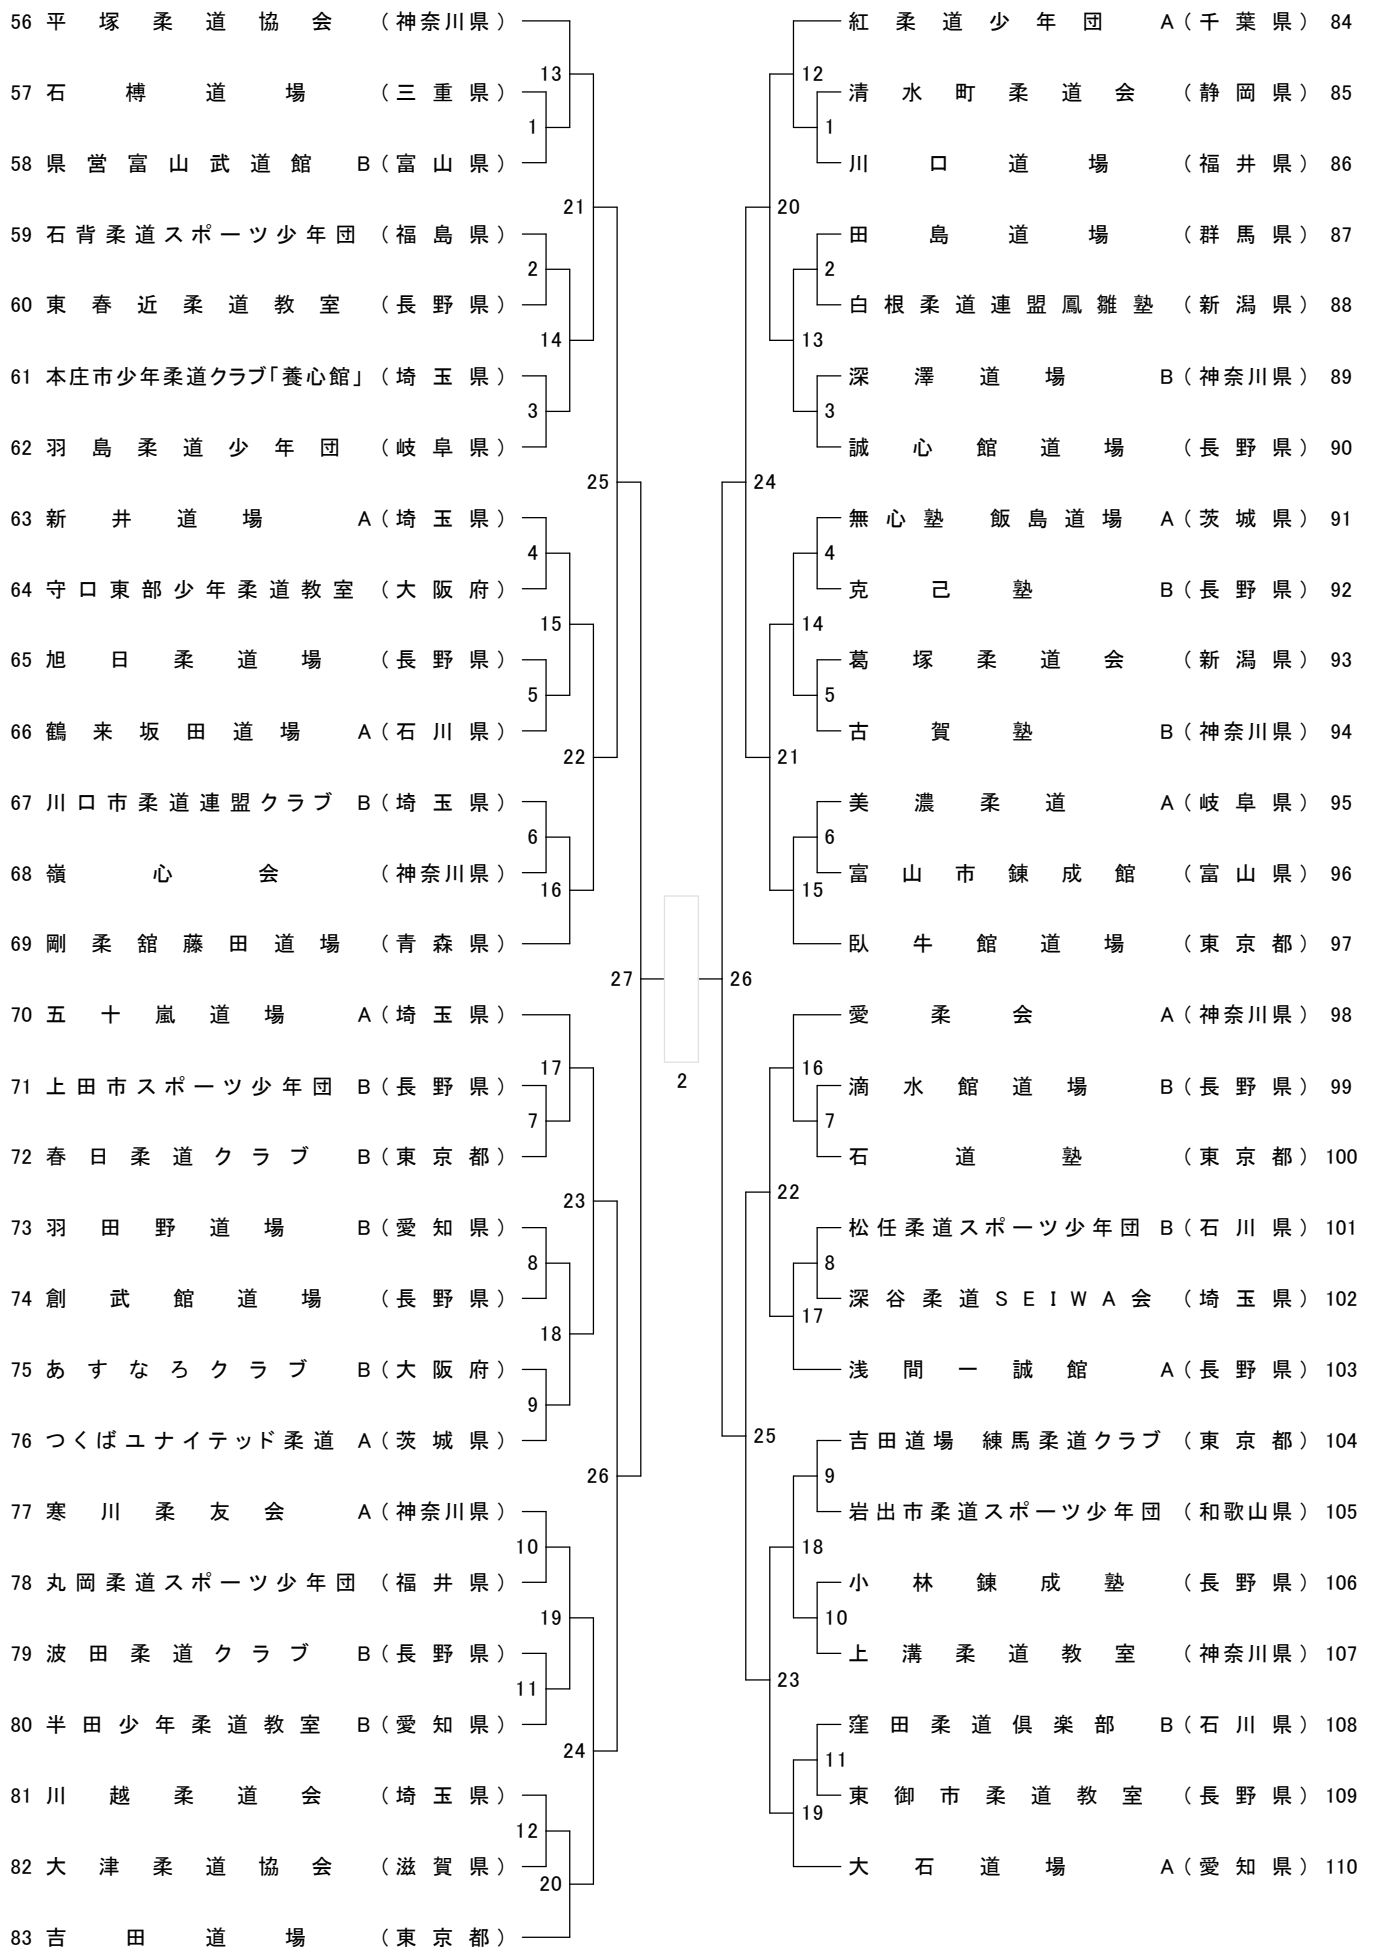 56 平塚柔道協会 （神奈川県）
13
57 石榑道場 （三重県）
1
58 県営富山武道館 B（富山県）
21
59 石背柔道スポーツ少年団 （福島県）
2
60 東春近柔道教室 （長野県）
14
61 本庄市少年柔道クラブ「養心館」 （埼玉県）
3
62 羽島柔道少年団 （岐阜県）
25
63 新井道場 A（埼玉県）
4
64 守口東部少年柔道教室 （大阪府）
15
65 旭日柔道場 （長野県）
5
66 鶴来坂田道場 A（石川県）
22
67 川口市柔道連盟クラブ B（埼玉県）
6
68 嶺心会 （神奈川県）
16
69 剛柔舘藤田道場 （青森県）
27
70 五十嵐道場 A（埼玉県）
17
71 上田市スポーツ少年団 B（長野県）
7
72 春日柔道クラブ B（東京都）
23
73 羽田野道場 B（愛知県）
8
74 創武館道場 （長野県）
18
75 あすなろクラブ B（大阪府）
9
76 つくばユナイテッド柔道 A（茨城県）
26
77 寒川柔友会 A（神奈川県）
10
78 丸岡柔道スポーツ少年団 （福井県）
19
79 波田柔道クラブ B（長野県）
11
80 半田少年柔道教室 B（愛知県）
24
81 川越柔道会 （埼玉県）
12
82 大津柔道協会 （滋賀県）
20
83 吉田道場 （東京都）
2
紅柔道少年団 A（千葉県） 84
12
清水町柔道会 （静岡県） 85
1
川口道場 （福井県） 86
20
田島道場 （群馬県） 87
2
白根柔道連盟鳳雛塾 （新潟県） 88
13
深澤道場 B（神奈川県） 89
3
誠心館道場 （長野県） 90
24
無心塾 飯島道場 A（茨城県） 91
4
克己塾 B（長野県） 92
14
葛塚柔道会 （新潟県） 93
5
古賀塾 B（神奈川県） 94
21
美濃柔道 A（岐阜県） 95
6
富山市錬成館 （富山県） 96
15
臥牛館道場 （東京都） 97
26
愛柔会 A（神奈川県） 98
16
滴水館道場 B（長野県） 99
7
石道塾 （東京都） 100
22
松任柔道スポーツ少年団 B（石川県） 101
8
深谷柔道SEIWA会 （埼玉県） 102
17
浅間一誠館 A（長野県） 103
25
吉田道場 練馬柔道クラブ （東京都） 104
9
岩出市柔道スポーツ少年団 （和歌山県） 105
18
小林錬成塾 （長野県） 106
10
上溝柔道教室 （神奈川県） 107
23
窪田柔道倶楽部 B（石川県） 108
11
東御市柔道教室 （長野県） 109
19
大石道場 A（愛知県） 110